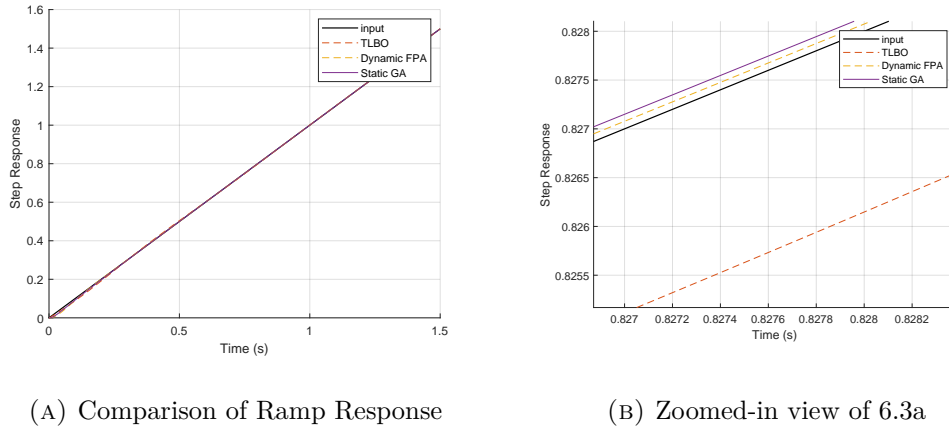 1.6
1.4
1.2
1
0.8
0.6
0.4
0.2
0
Step Response
0
0.5
1
1.5
Time (s)
input
TLBO
Dynamic FPA
Static GA
0.828
0.8275
0.827
0.8265
0.826
0.8255
Step Response
0.827
0.8272
0.8274
0.8276
0.8278
0.828
0.8282
Time (s)
input
TLBO
Dynamic FPA
Static GA
(A) Comparison of Ramp Response
(B) Zoomed-in view of 6.3a